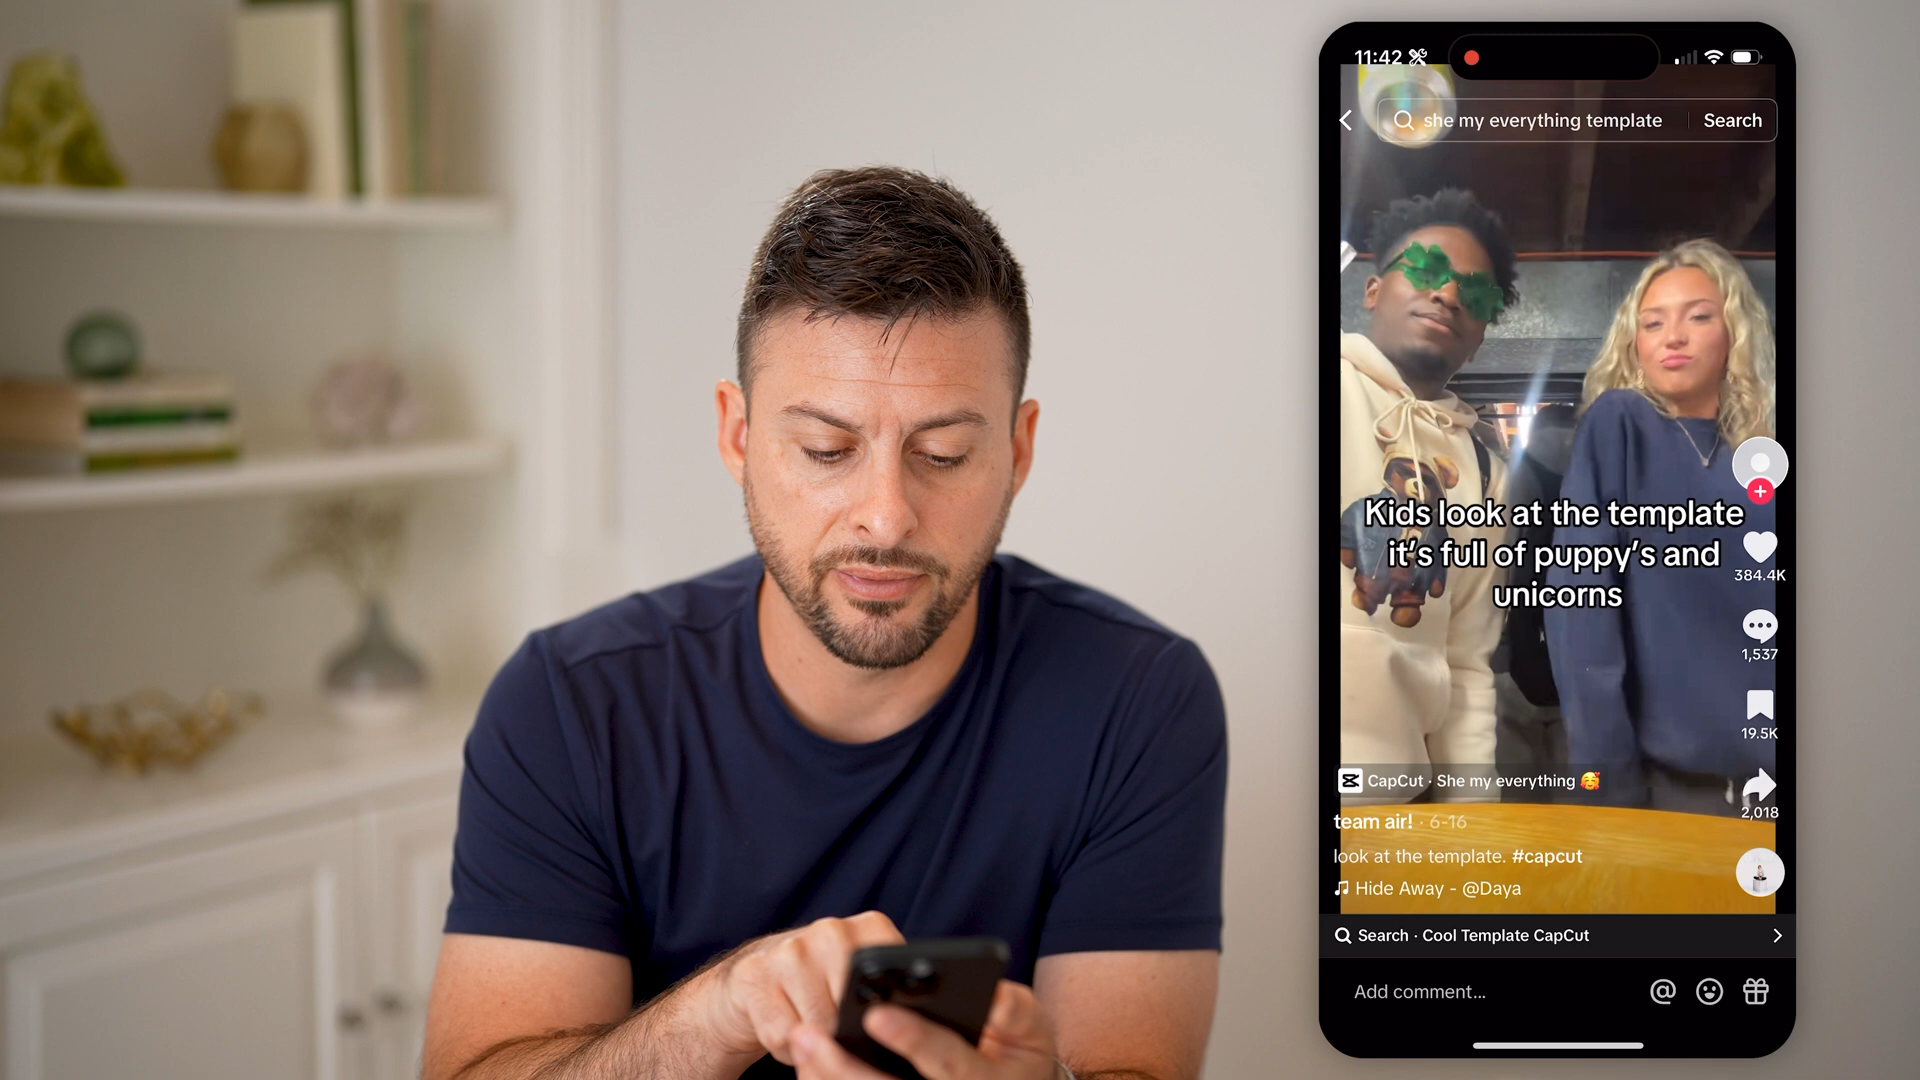 11:42
she my everything template
Search
Kids look at the template
it's full of puppy's and
unicorns
384.4K
1,537
19.5K
CapCut · She my everything 🥰
2,018
team air! · 6-16
look at the template. #capcut
Hide Away - @Daya
Search · Cool Template CapCut
Add comment...